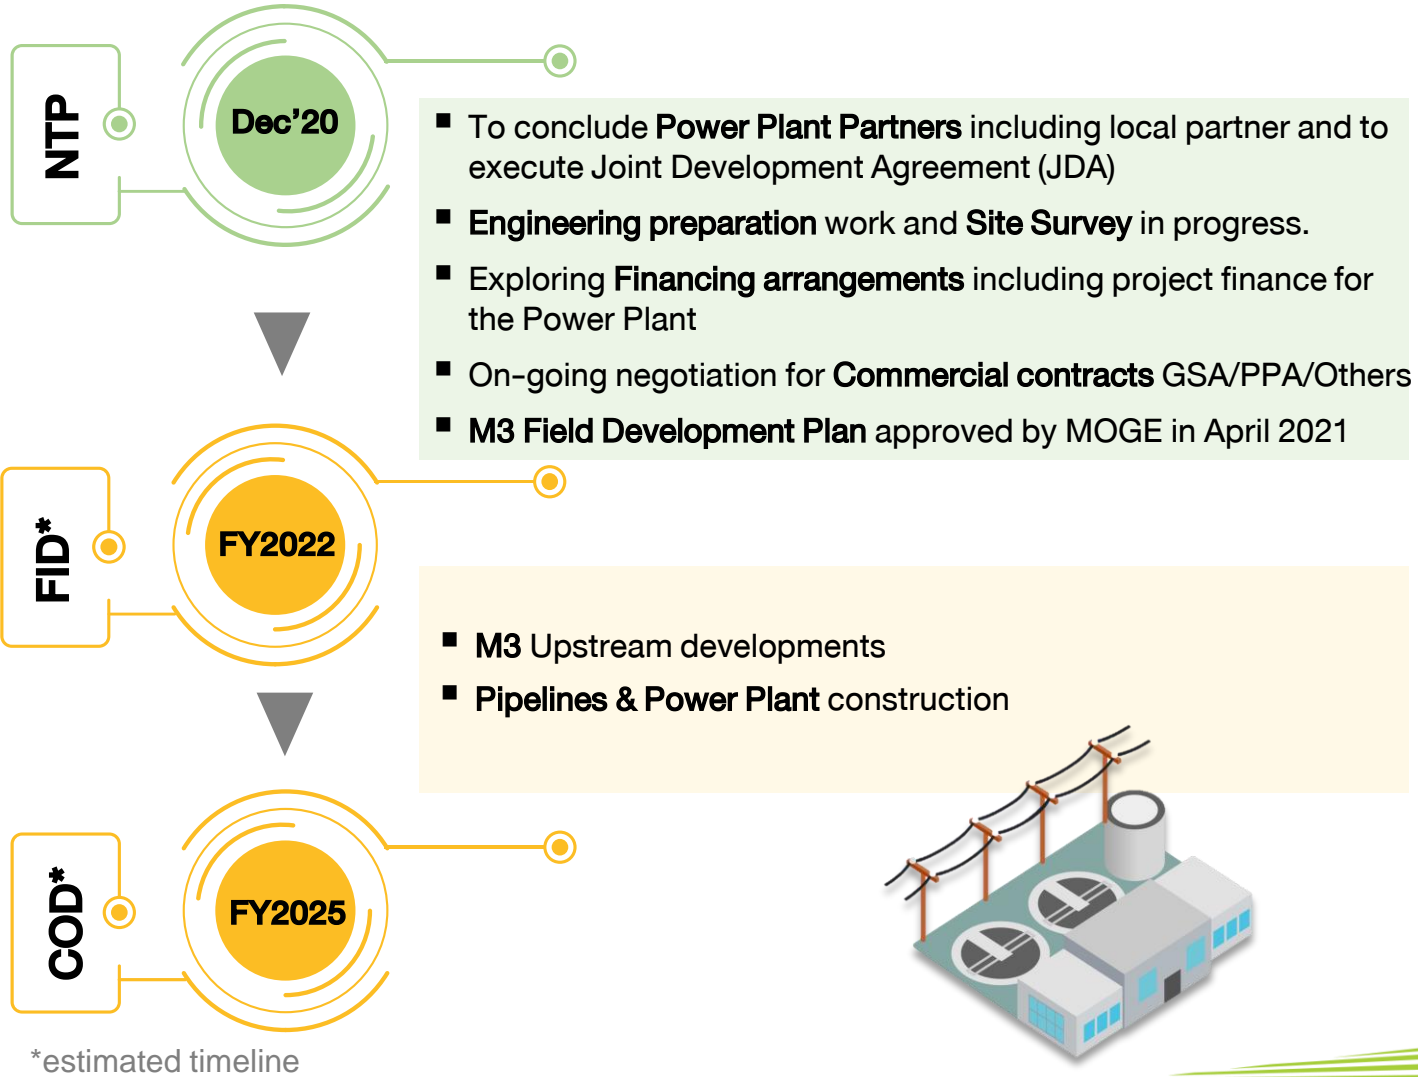 NTP
Dec’20
▪ To conclude Power Plant Partners including local partner and to
execute Joint Development Agreement (JDA)
▪ Engineering preparation work and Site Survey in progress.
▪ Exploring Financing arrangements including project finance for
the Power Plant
▪ On-going negotiation for Commercial contracts GSA/PPA/Others
▪ M3 Field Development Plan approved by MOGE in April 2021
FID*
FY2022
▪ M3 Upstream developments
▪ Pipelines & Power Plant construction
COD*
FY2025
*estimated timeline